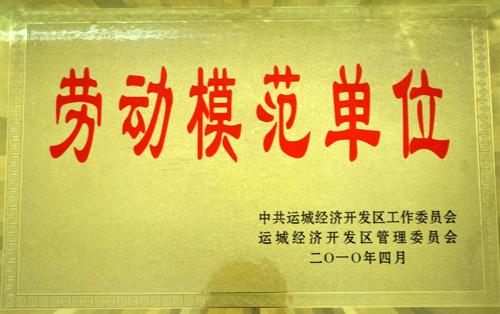 劳动模范单位
中共运城经济开发区工作委员会
运城经济开发区管理委员会
二〇一〇年四月